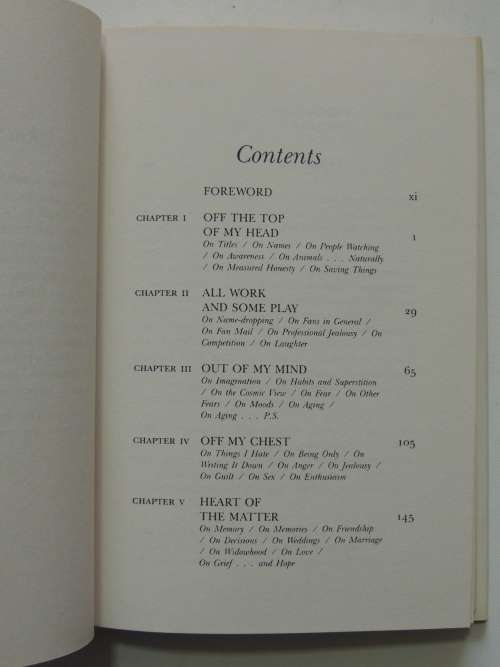 Contents
FOREWORD xi
CHAPTER I OFF THE TOP
OF MY HEAD 1
On Titles / On Names / On People Watching
/ On Awareness / On Animals . . . Naturally
/ On Measured Honesty / On Saving Things
CHAPTER II ALL WORK
AND SOME PLAY 29
On Name-dropping / On Fans in General /
On Fan Mail / On Professional Jealousy / On
Competition / On Laughter
CHAPTER III OUT OF MY MIND 65
On Imagination / On Habits and Superstition
/ On the Cosmic View / On Fear / On Other
Fears / On Moods / On Aging /
On Aging . . . P.S.
CHAPTER IV OFF MY CHEST 105
On Things I Hate / On Being Only / On
Writing It Down / On Anger / On Jealousy /
On Guilt / On Sex / On Enthusiasm
CHAPTER V HEART OF
THE MATTER 145
On Memory / On Memories / On Friendship
/ On Decisions / On Weddings / On Marriage
/ On Widowhood / On Love /
On Grief . . . and Hope